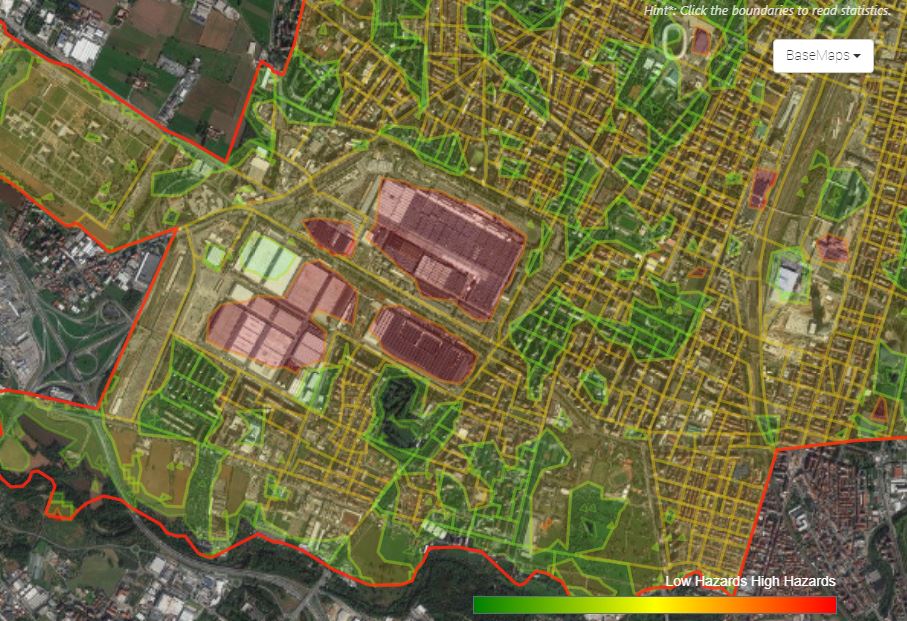 Hint*: Click the boundaries to read statistics.
BaseMaps
Low Hazards High Hazards